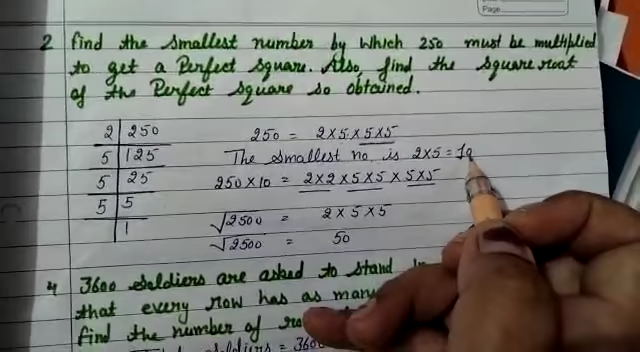 Page
2 find the smallest number by which 250 must be multiplied
to get a Perfect square. Also, find the square root
of the Perfect square so obtained.
2 | 250
5 | 125
5 | 25
5 | 5
1
250 = 2×5×5×5
The smallest no. is 2×5 = 10
250×10 = 2×2×5×5×5×5
√2500 = 2×5×5
√2500 = 50
4 3600 soldiers are asked to stand in
that every row has as many
find the number of
soldiers = 3600